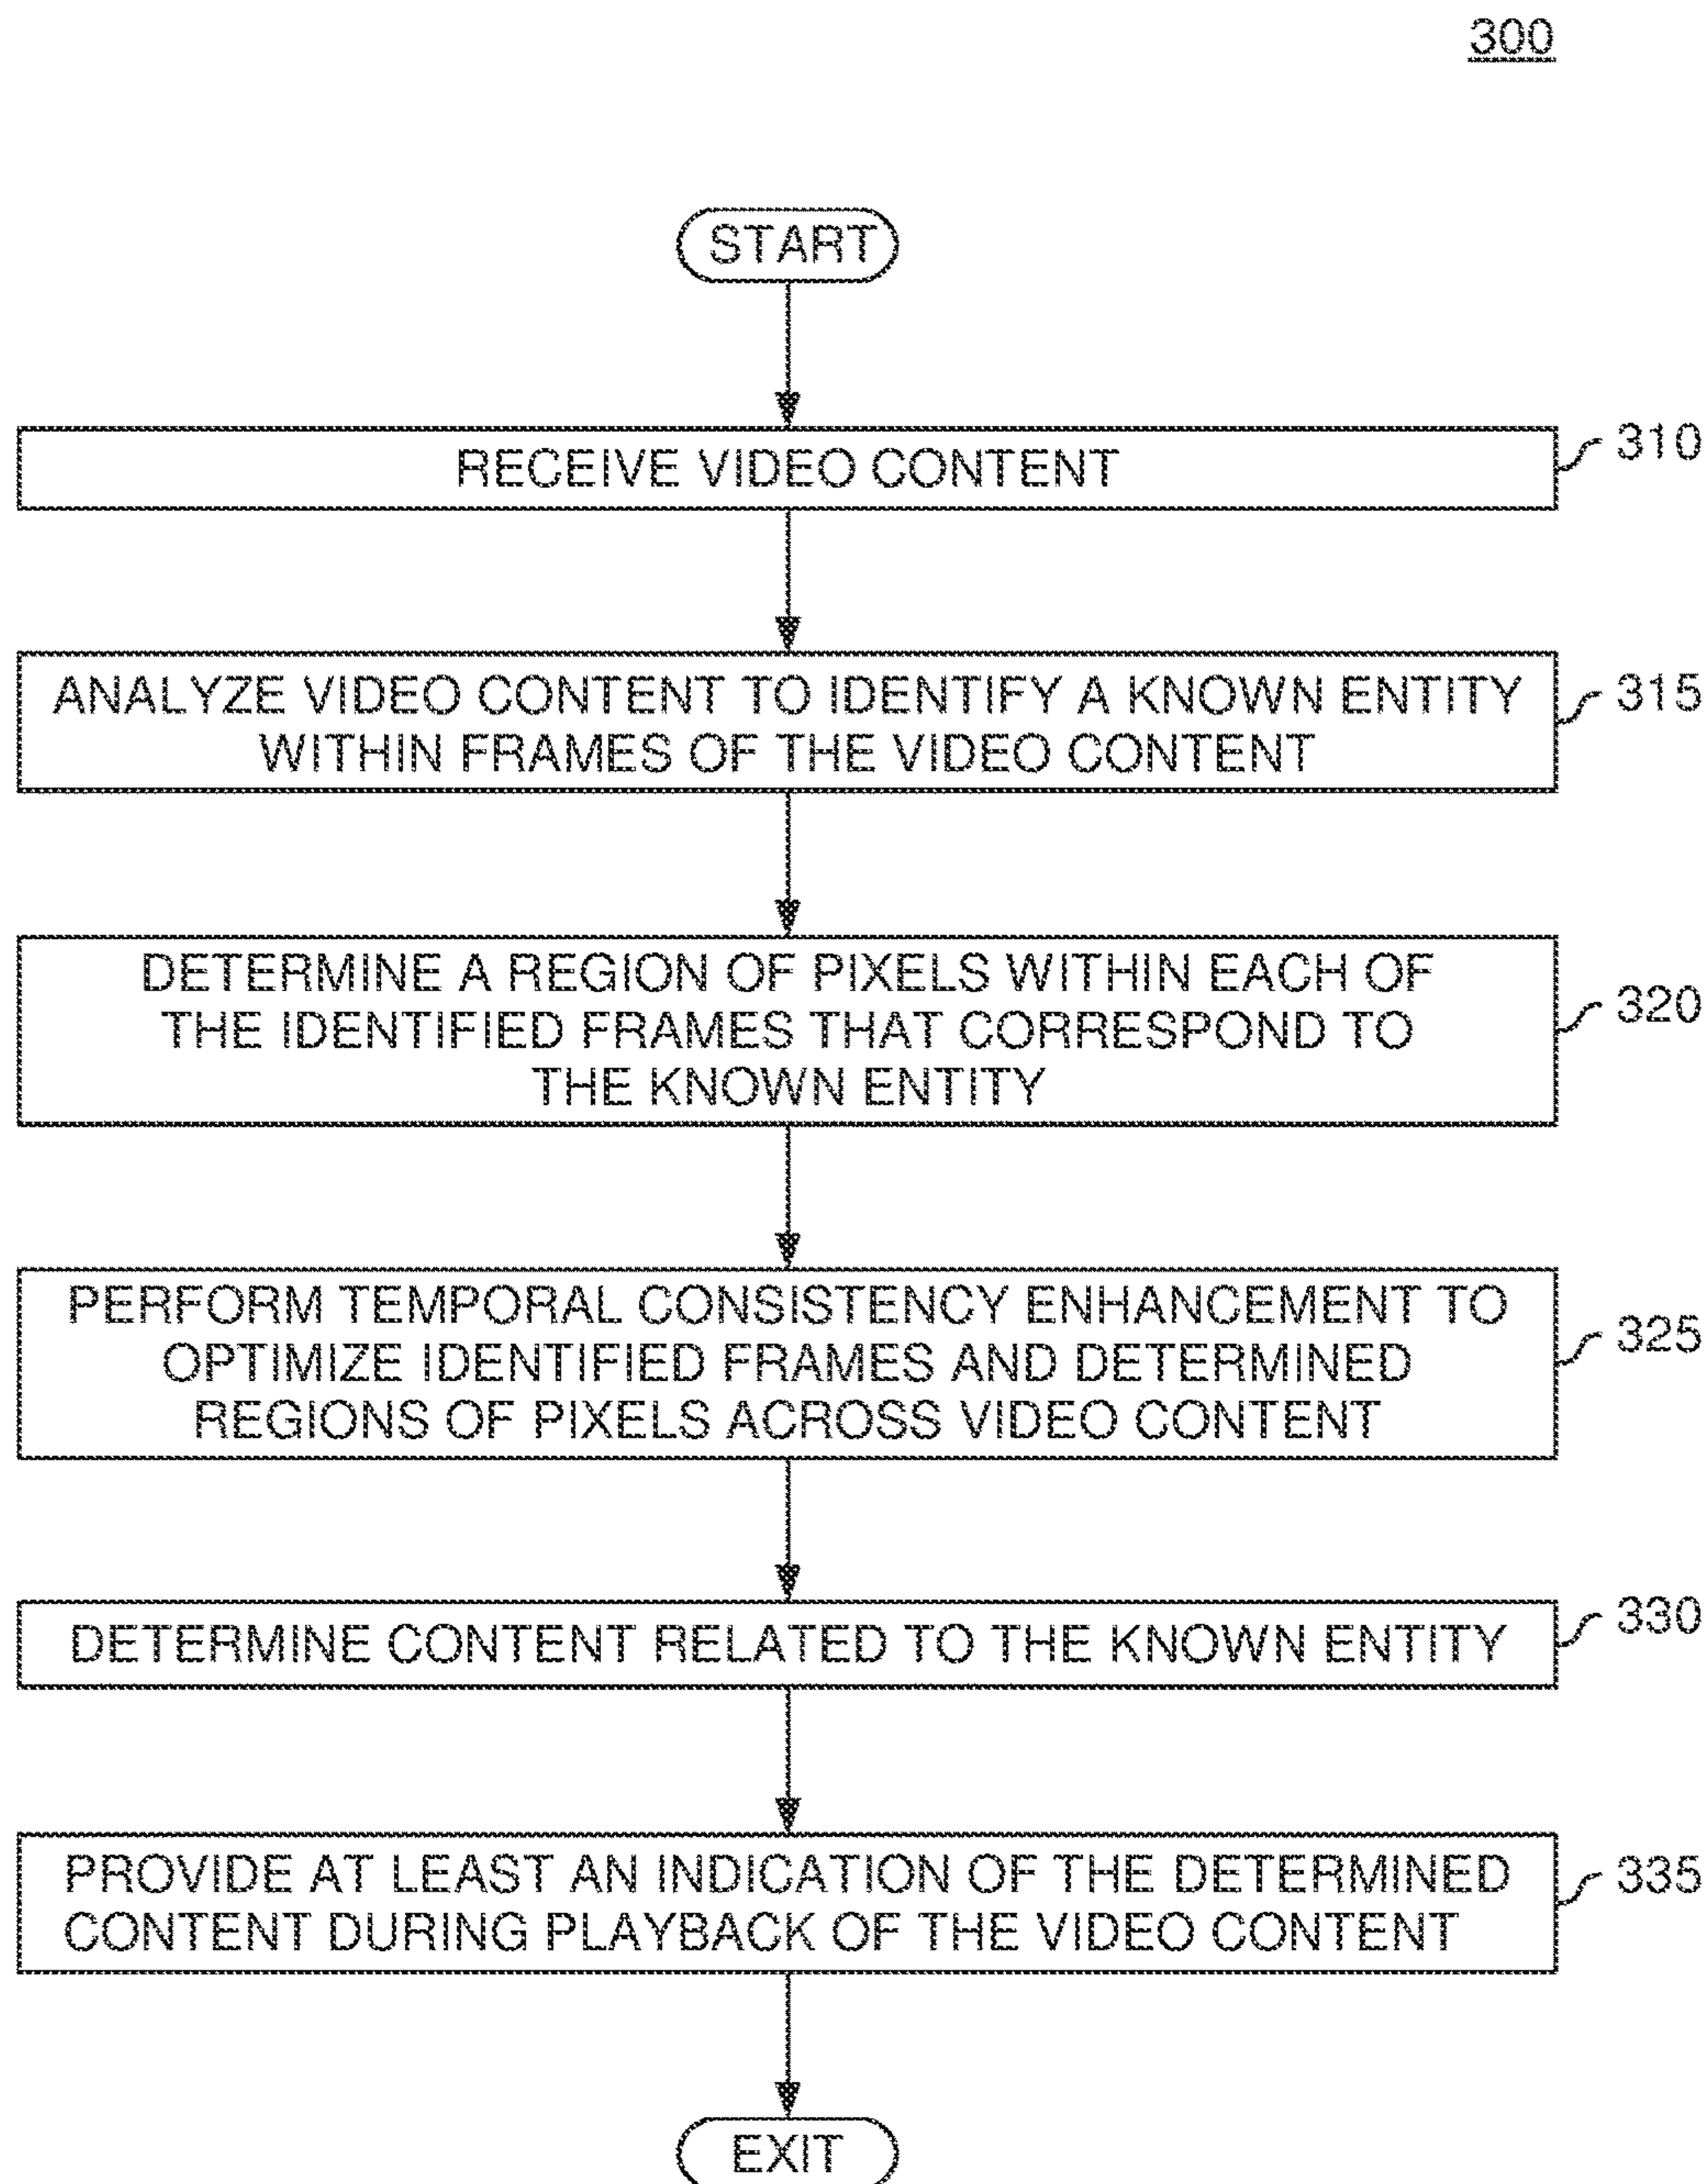 300
START
RECEIVE VIDEO CONTENT
310
ANALYZE VIDEO CONTENT TO IDENTIFY A KNOWN ENTITY
WITHIN FRAMES OF THE VIDEO CONTENT
315
DETERMINE A REGION OF PIXELS WITHIN EACH OF
THE IDENTIFIED FRAMES THAT CORRESPOND TO
THE KNOWN ENTITY
320
PERFORM TEMPORAL CONSISTENCY ENHANCEMENT TO
OPTIMIZE IDENTIFIED FRAMES AND DETERMINED
REGIONS OF PIXELS ACROSS VIDEO CONTENT
325
DETERMINE CONTENT RELATED TO THE KNOWN ENTITY
330
PROVIDE AT LEAST AN INDICATION OF THE DETERMINED
CONTENT DURING PLAYBACK OF THE VIDEO CONTENT
335
EXIT